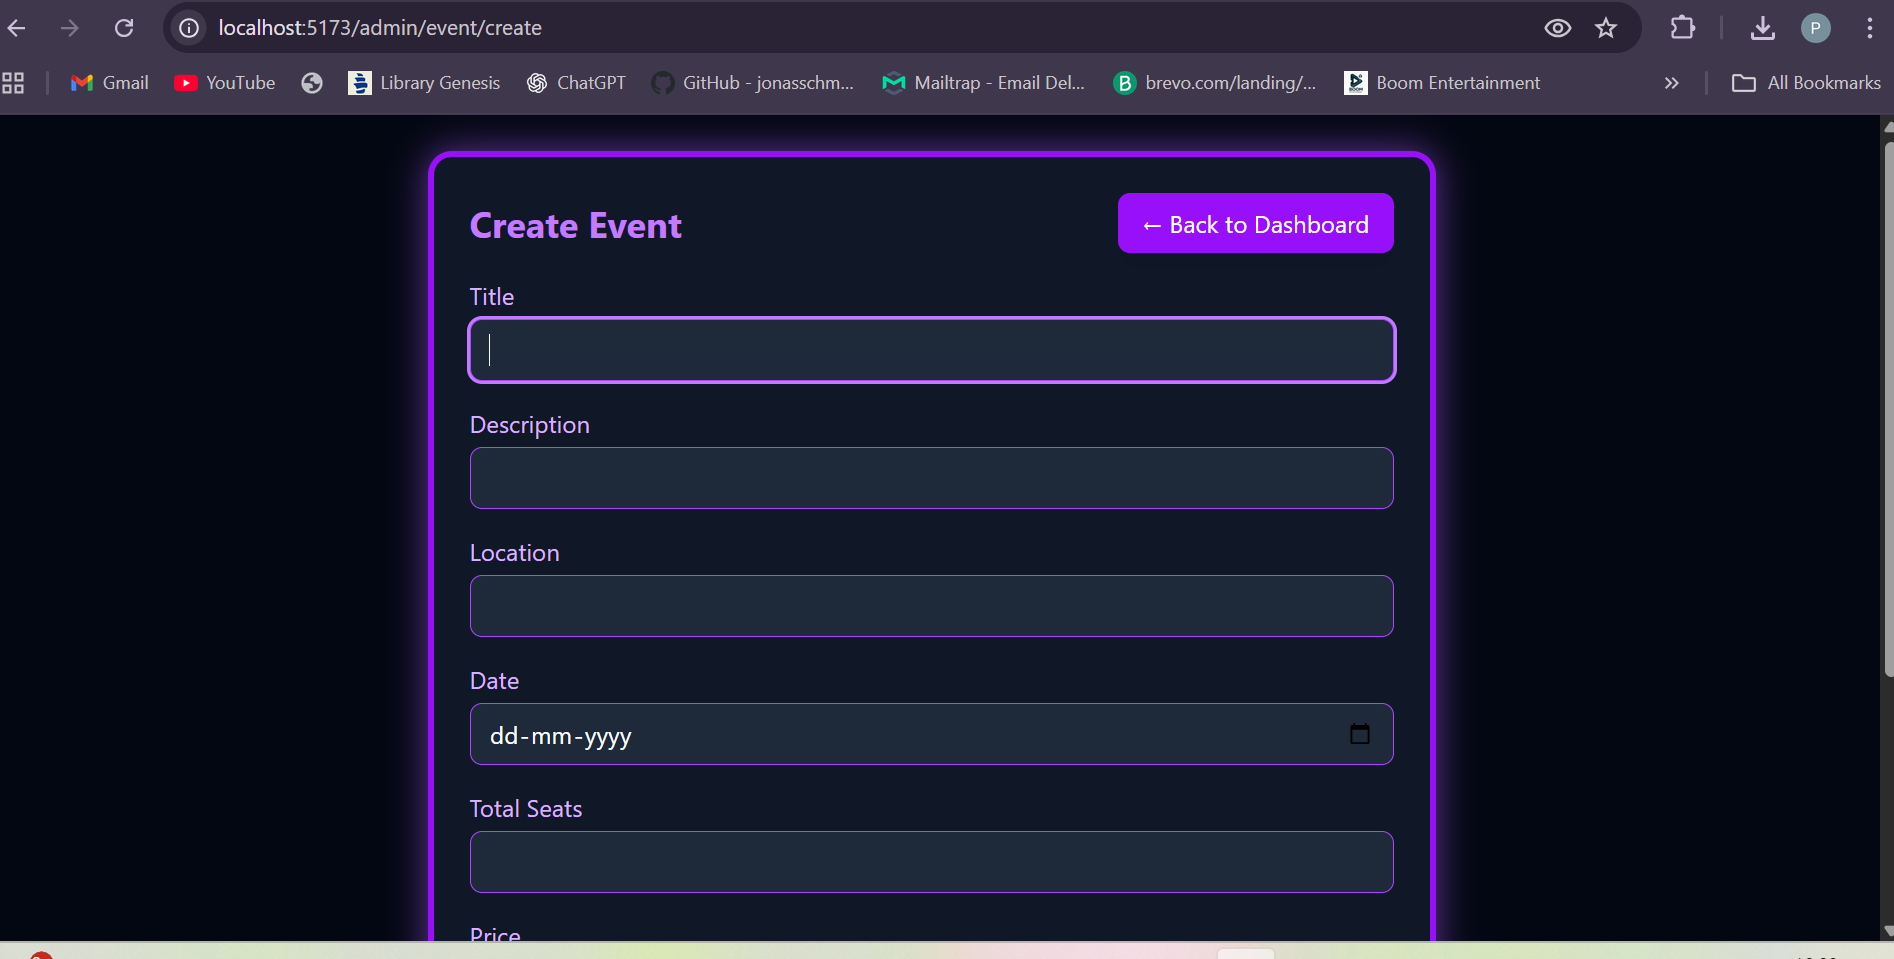 localhost:5173/admin/event/create
P
Gmail
YouTube
Library Genesis
ChatGPT
GitHub - jonasschm...
Mailtrap - Email Del...
brevo.com/landing/...
Boom Entertainment
All Bookmarks
Create Event
← Back to Dashboard
Title
Description
Location
Date
dd-mm-yyyy
Total Seats
Price